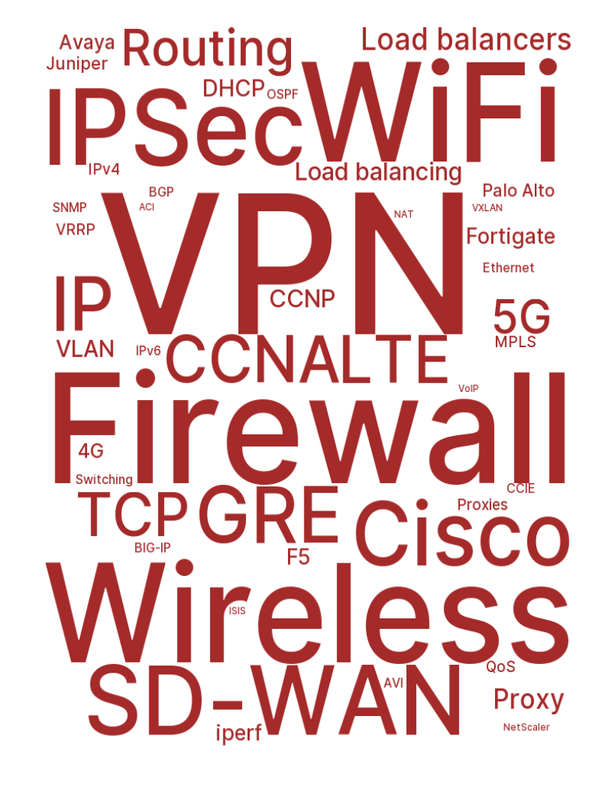 Avaya
Routing
Load balancers
Juniper
DHCP
OSPF
IPSec
WiFi
IPv4
Load balancing
BGP
Palo Alto
SNMP
ACI
VPN
NAT
VXLAN
VRRP
Fortigate
Ethernet
IP
CCNP
5G
MPLS
VLAN
IPv6
CCNA
LTE
VoIP
Firewall
4G
Switching
CCIE
TCP
GRE
Proxies
Cisco
BIG-IP
F5
Wireless
ISIS
QoS
SD-WAN
AVI
Proxy
iperf
NetScaler